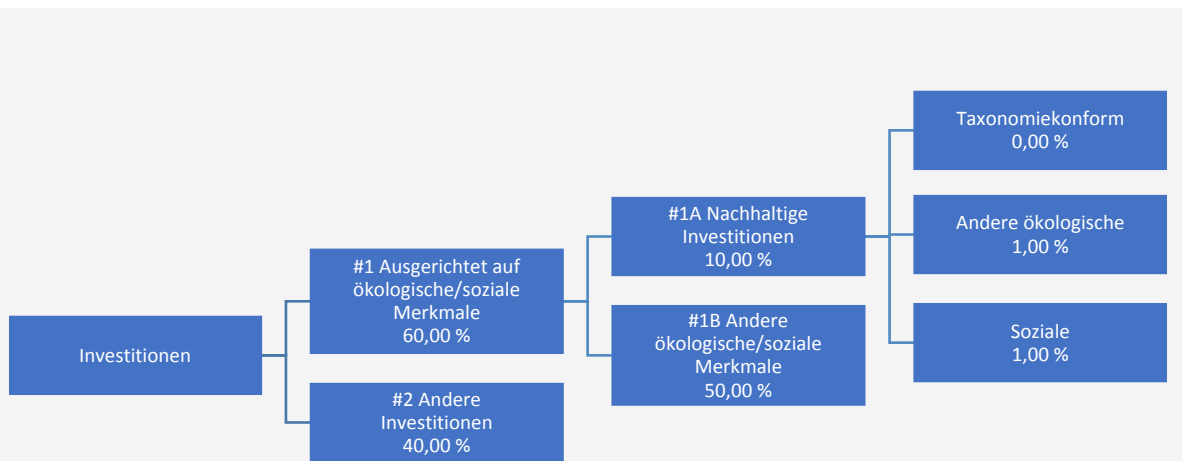 Investitionen
#1 Ausgerichtet auf
ökologische/soziale
Merkmale
60,00 %
#2 Andere
Investitionen
40,00 %
#1A Nachhaltige
Investitionen
10,00 %
#1B Andere
ökologische/soziale
Merkmale
50,00 %
Taxonomiekonform
0,00 %
Andere ökologische
1,00 %
Soziale
1,00 %